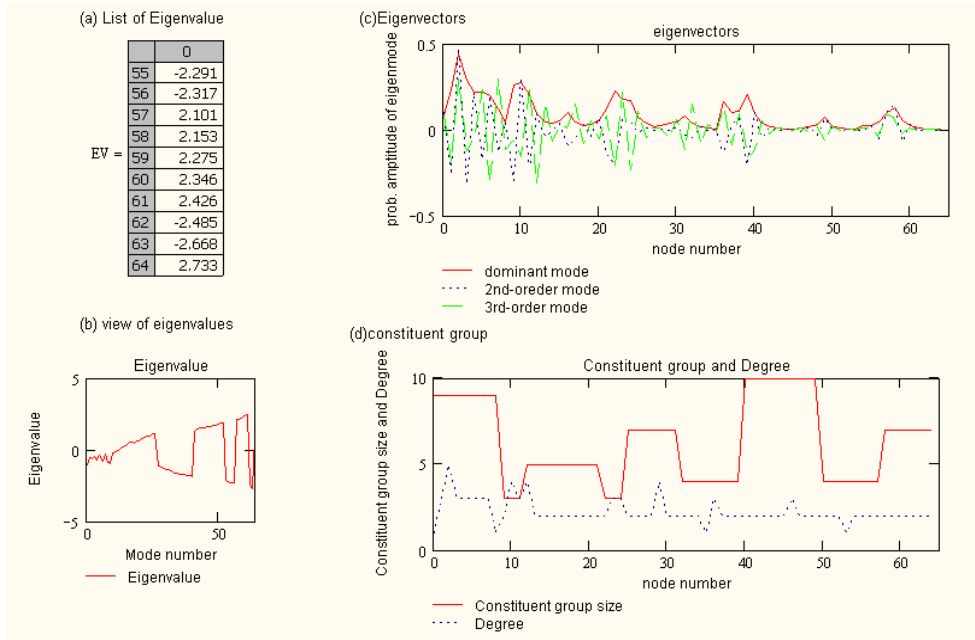 (a) List of Eigenvalue
EV =
0
55 -2.291
56 -2.317
57 2.101
58 2.153
59 2.275
60 2.346
61 2.426
62 -2.485
63 -2.668
64 2.733
(b) view of eigenvalues
Eigenvalue
5
0
−5
0 50
Eigenvalue
Mode number
Eigenvalue
(c)Eigenvectors
eigenvectors
0.5
0
−0.5
0 10 20 30 40 50 60
prob. amptitude of eigenmode
node number
dominant mode
2nd-oreder mode
3rd-order mode
(d)constituent group
Constituent group and Degree
10
5
0
0 10 20 30 40 50 60
Constituent group size and Degree
node number
Constituent group size
Degree